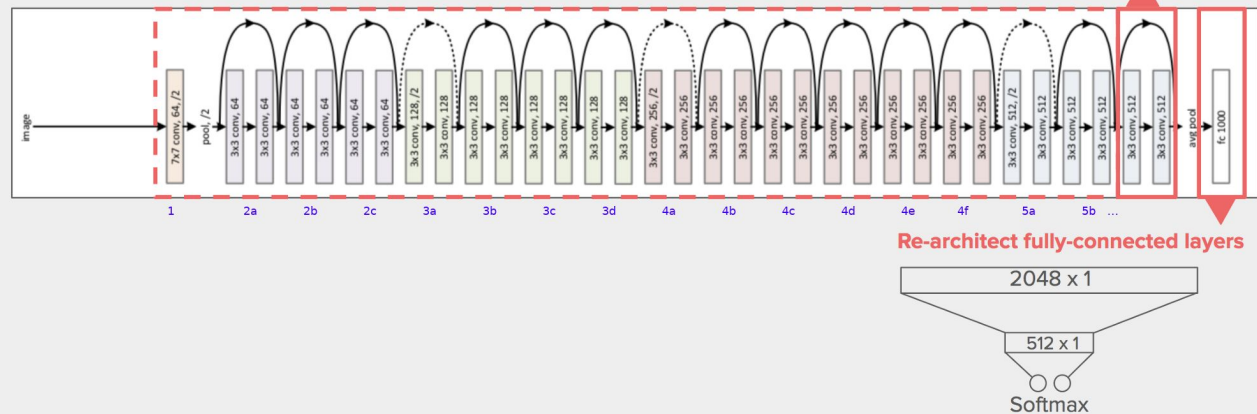 image
7x7 conv, 64, /2
pool, /2
3x3 conv, 64
3x3 conv, 64
3x3 conv, 64
3x3 conv, 64
3x3 conv, 64
3x3 conv, 64
3x3 conv, 128, /2
3x3 conv, 128
3x3 conv, 128
3x3 conv, 128
3x3 conv, 128
3x3 conv, 128
3x3 conv, 128
3x3 conv, 128
3x3 conv, 256, /2
3x3 conv, 256
3x3 conv, 256
3x3 conv, 256
3x3 conv, 256
3x3 conv, 256
3x3 conv, 256
3x3 conv, 256
3x3 conv, 256
3x3 conv, 256
3x3 conv, 256
3x3 conv, 256
3x3 conv, 512, /2
3x3 conv, 512
3x3 conv, 512
3x3 conv, 512
3x3 conv, 512
3x3 conv, 512
avg pool
fc 1000
1 2a 2b 2c 3a 3b 3c 3d 4a 4b 4c 4d 4e 4f 5a 5b ...
Re-architect fully-connected layers
2048 x 1
512 x 1
Softmax